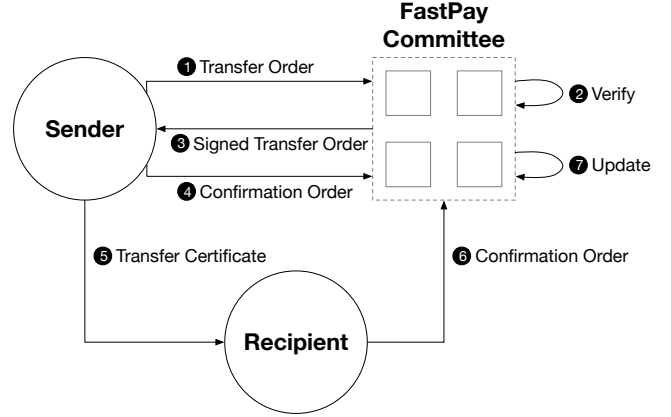 FastPay
Committee
1 Transfer Order
2 Verify
Sender
3 Signed Transfer Order
4 Confirmation Order
7 Update
5 Transfer Certificate
6 Confirmation Order
Recipient